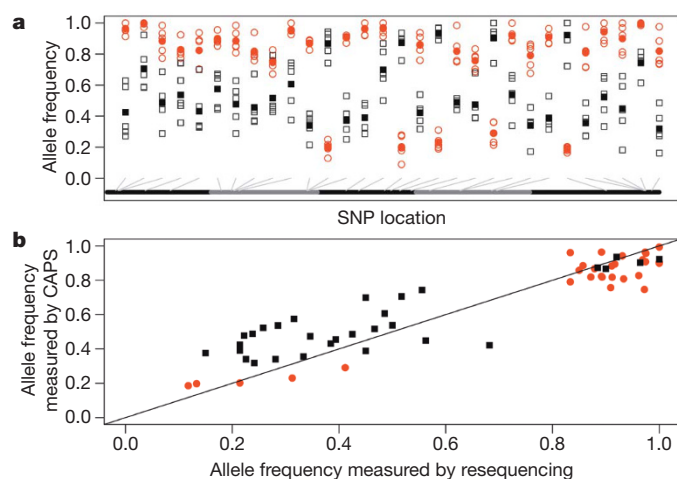 a
Allele frequency
1.0
0.8
0.6
0.4
0.2
0.0
SNP location
b
Allele frequency
measured by CAPS
1.0
0.8
0.6
0.4
0.2
0.0
0.0 0.2 0.4 0.6 0.8 1.0
Allele frequency measured by resequencing